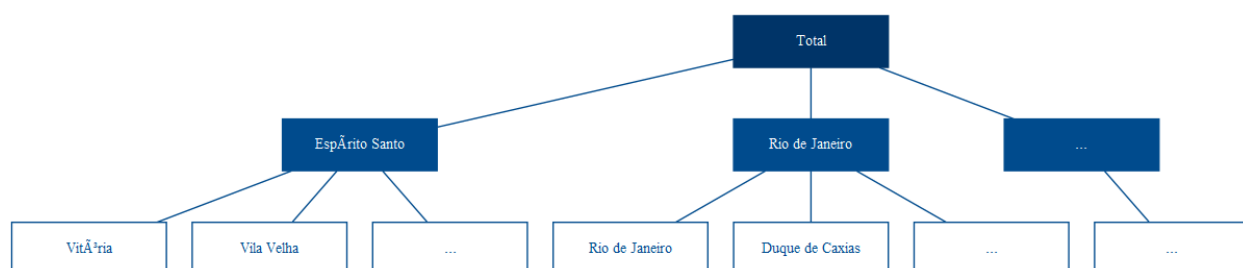 Total
EspÃrito Santo
Rio de Janeiro
...
VitÃ³ria
Vila Velha
...
Rio de Janeiro
Duque de Caxias
...
...